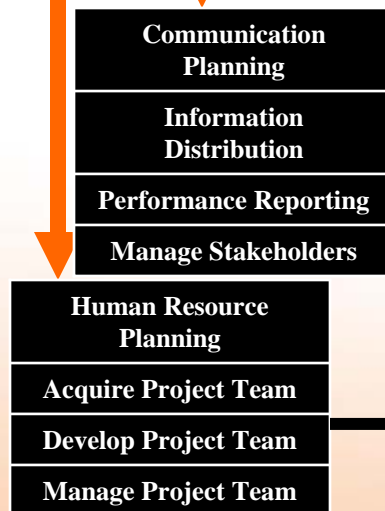 Communication
Planning
Information
Distribution
Performance Reporting
Manage Stakeholders
Human Resource
Planning
Acquire Project Team
Develop Project Team
Manage Project Team